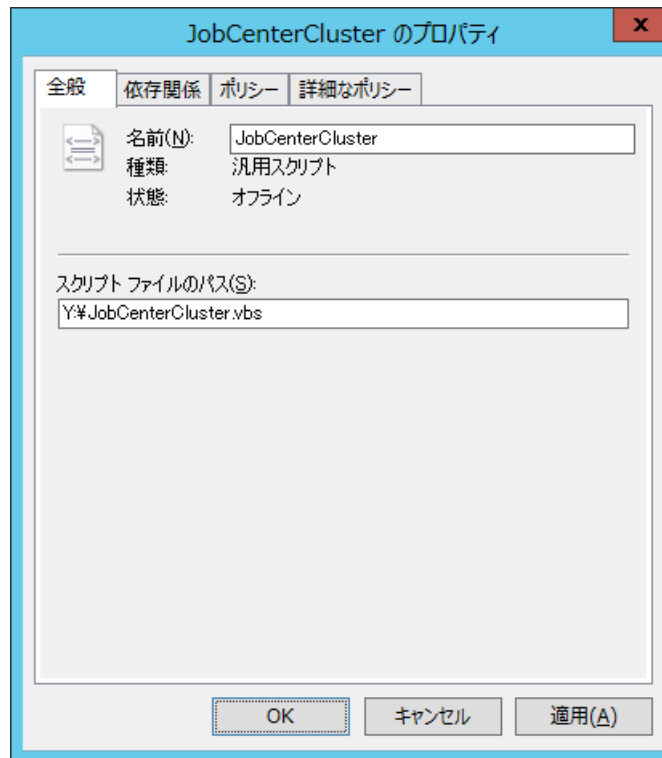 JobCenterCluster のプロパティ
x
全般 依存関係 ポリシー 詳細なポリシー
名前(N): JobCenterCluster
種類: 汎用スクリプト
状態: オフライン
スクリプト ファイルのパス(S):
Y:¥JobCenterCluster.vbs
OK キャンセル 適用(A)